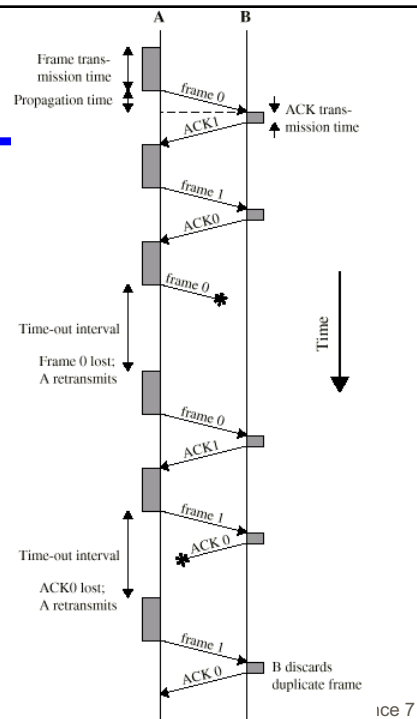 A B
Frame trans-
mission time
frame 0
Propagation time
ACK trans-
mission time
ACK1
frame 1
ACK0
frame 0
Time-out interval
Time
Frame 0 lost;
A retransmits
frame 0
ACK1
frame 1
ACK 0
Time-out interval
ACK0 lost;
A retransmits
frame 1
ACK 0
B discards
duplicate frame
7